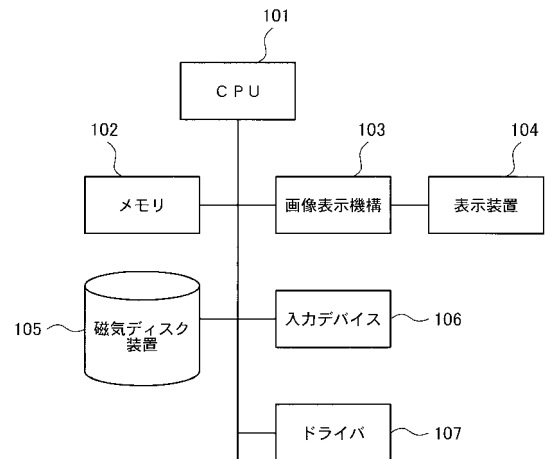 101
ＣＰＵ
102
メモリ
103
画像表示機構
104
表示装置
105
磁気ディスク
装置
入力デバイス
106
ドライバ
107